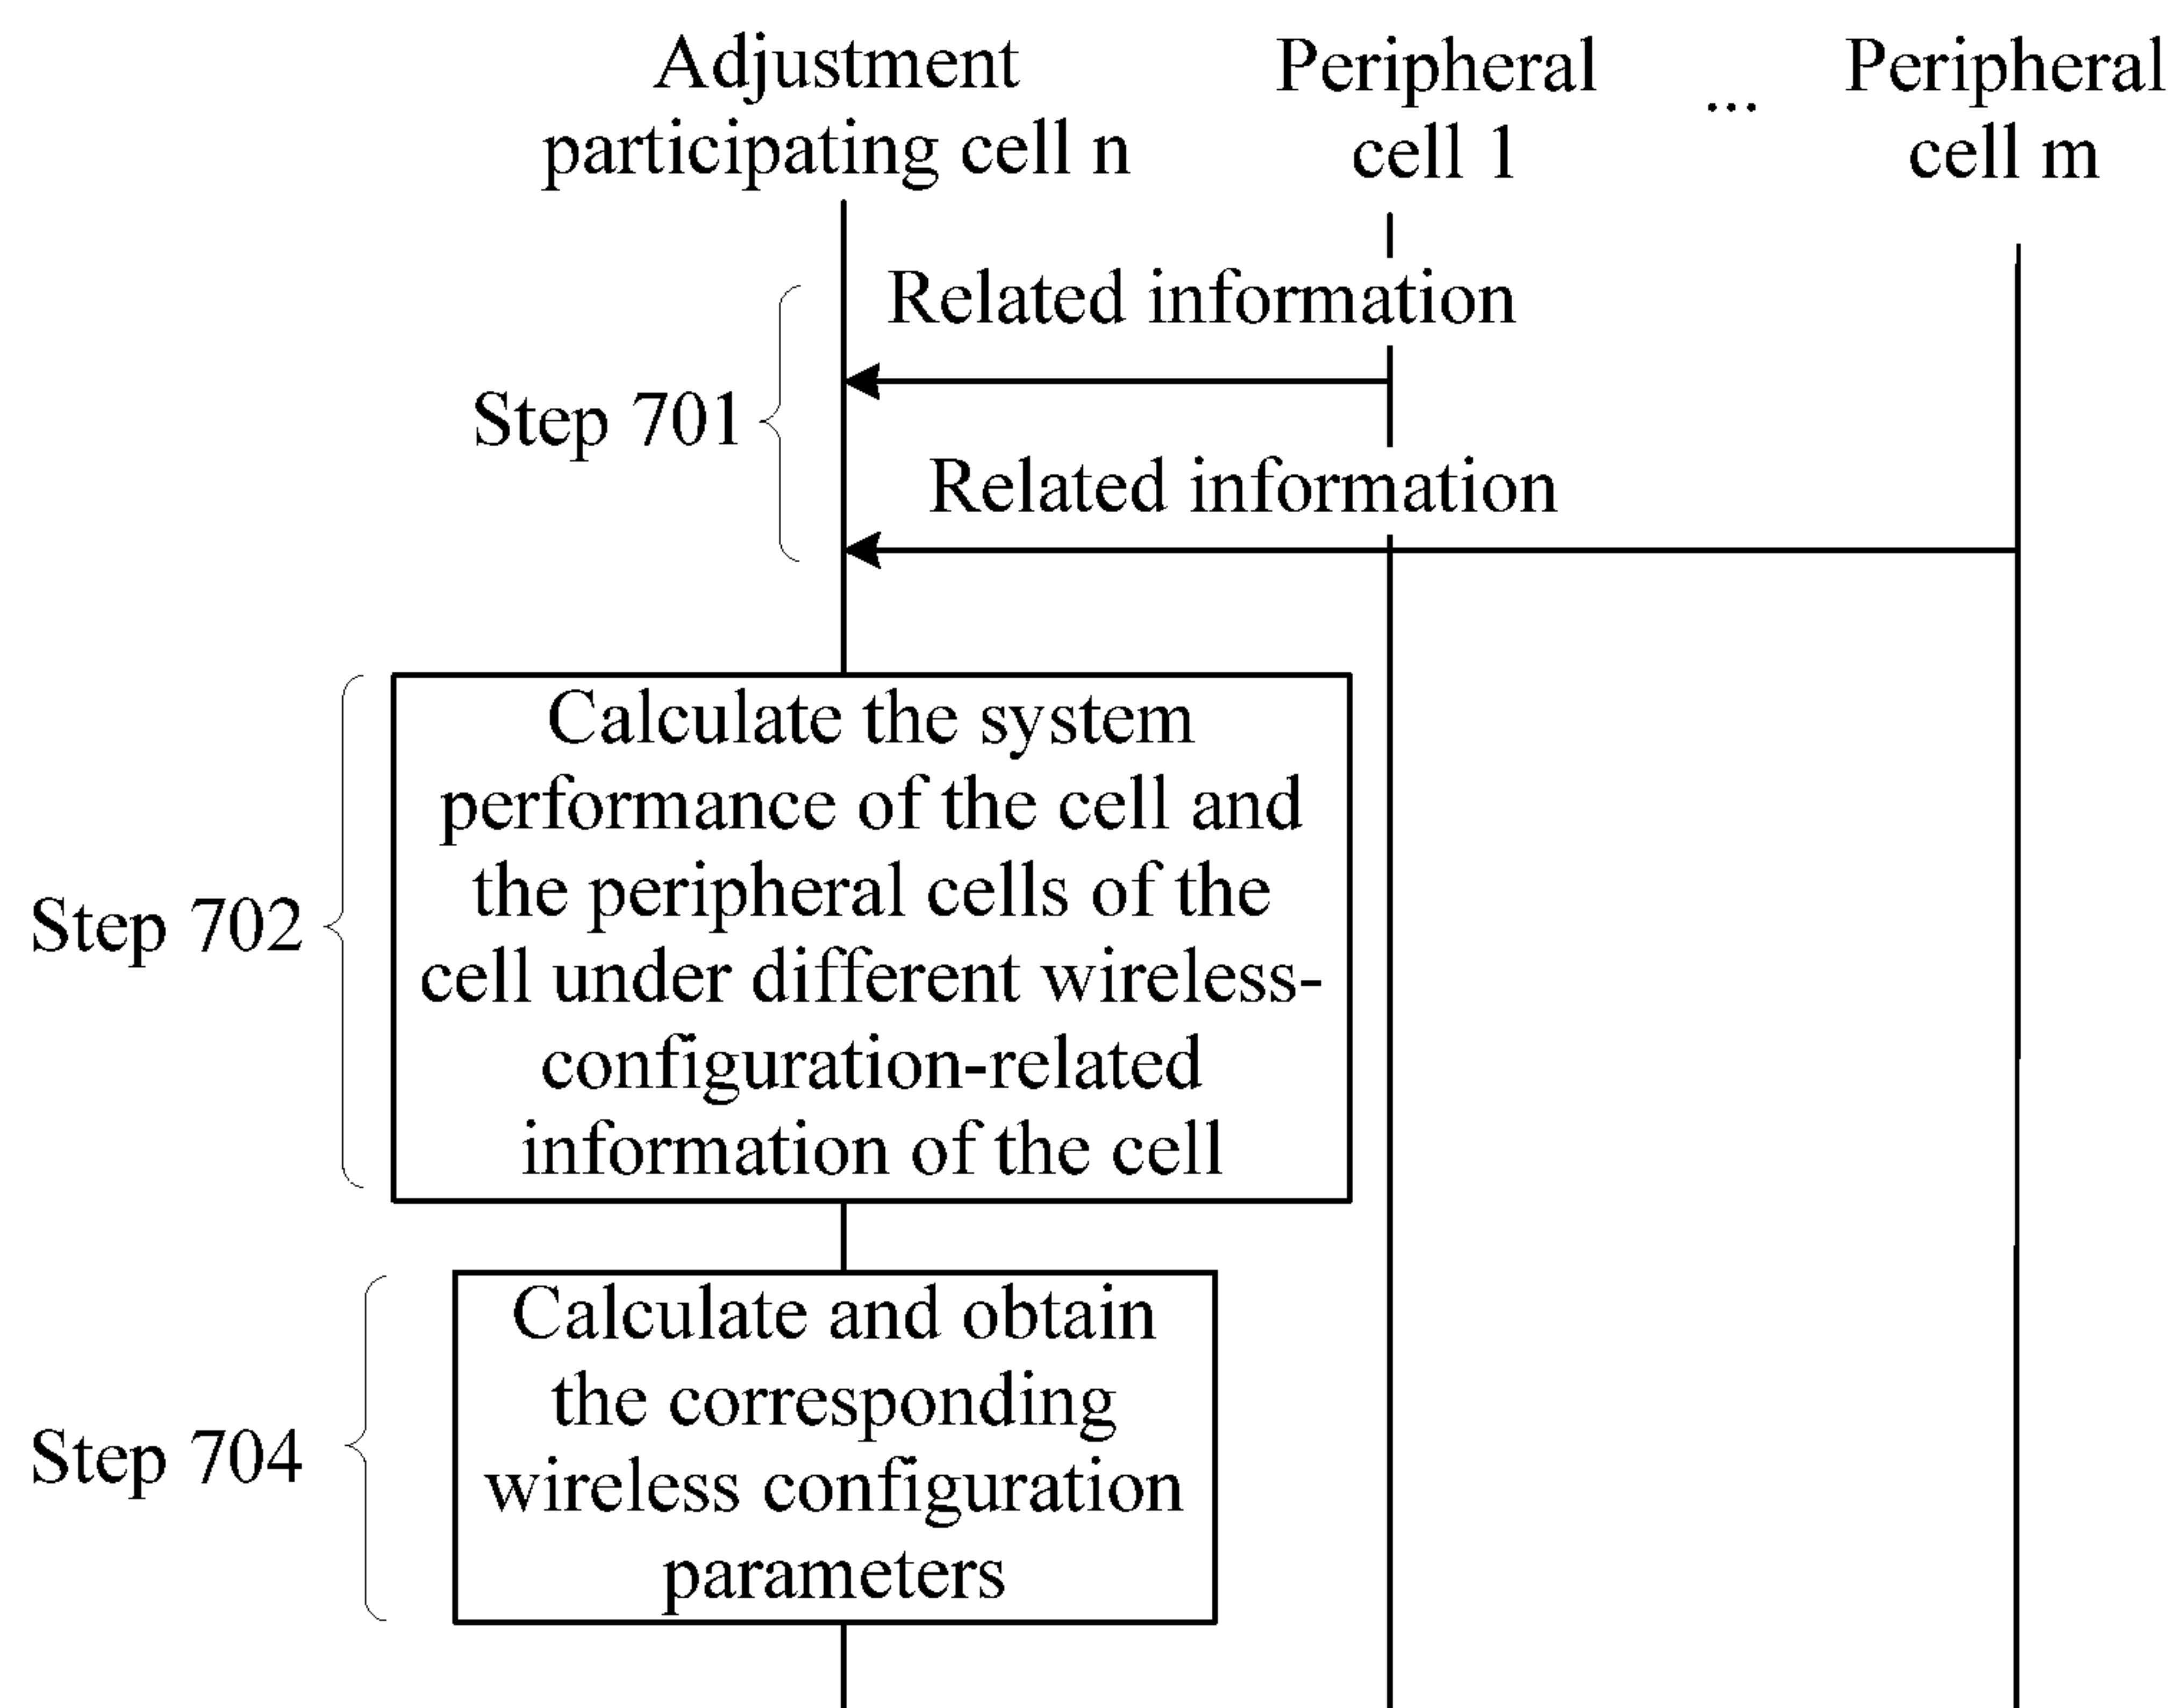 Adjustment
participating cell n
Peripheral
cell 1
...
Peripheral
cell m
Related information
Step 701
Related information
Step 702
Calculate the system
performance of the cell and
the peripheral cells of the
cell under different wireless-
configuration-related
information of the cell
Step 704
Calculate and obtain
the corresponding
wireless configuration
parameters